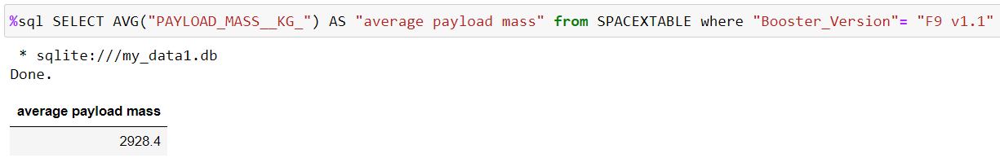 %sql SELECT AVG("PAYLOAD_MASS__KG_") AS "average payload mass" from SPACEXTABLE where "Booster_Version"= "F9 v1.1"
* sqlite:///my_data1.db
Done.
average payload mass
2928.4